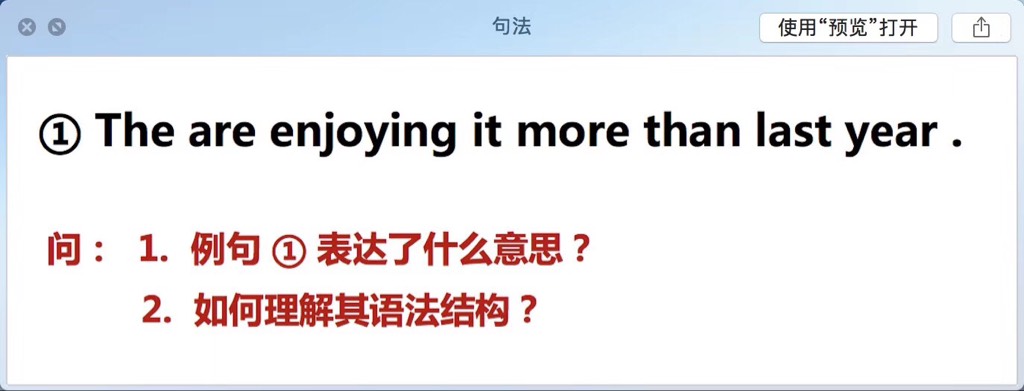 句法
使用“预览”打开
① The are enjoying it more than last year .
问： 1. 例句 ① 表达了什么意思？
2. 如何理解其语法结构？